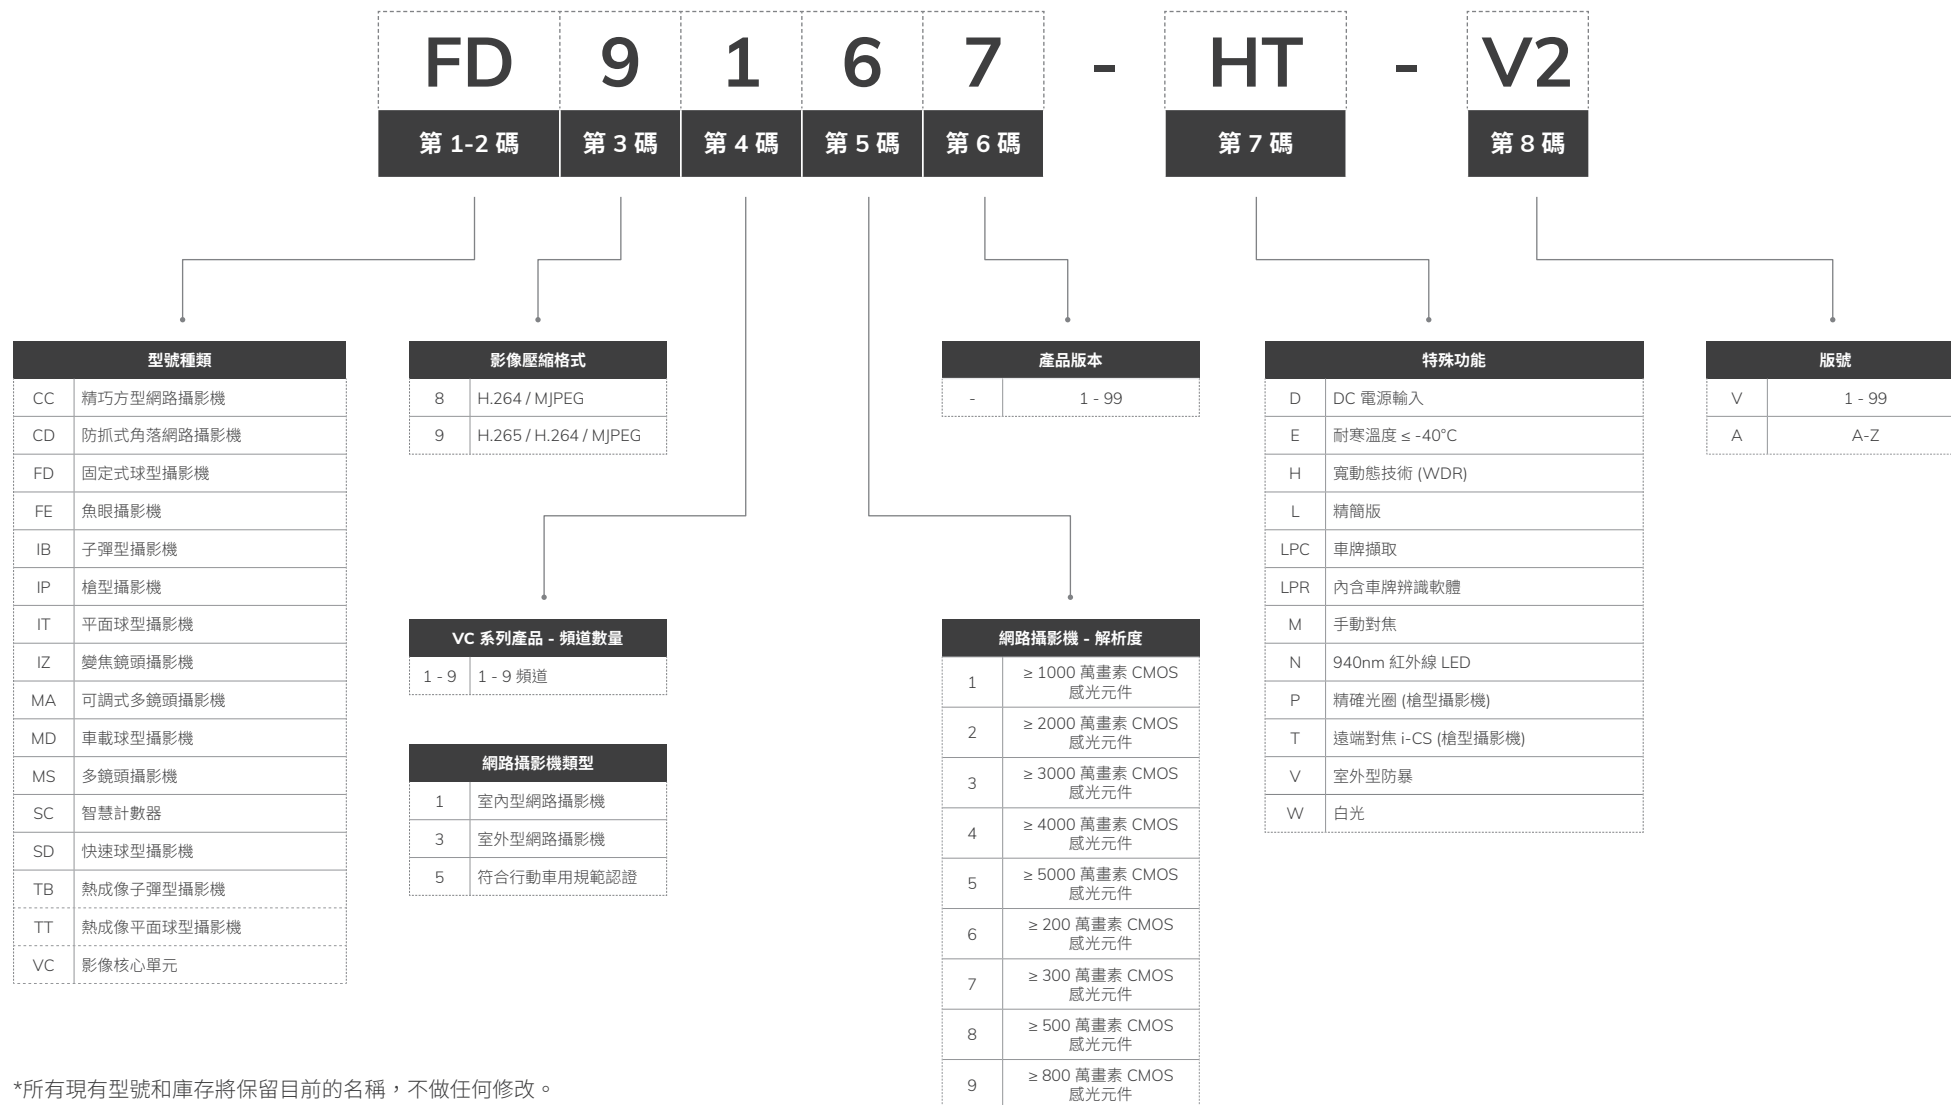 FD 9 1 6 7 - HT - V2
第 1-2 碼 第 3 碼 第 4 碼 第 5 碼 第 6 碼 第 7 碼 第 8 碼
型號種類
CC 精巧方型網路攝影機
CD 防抓式角落網路攝影機
FD 固定式球型攝影機
FE 魚眼攝影機
IB 子彈型攝影機
IP 槍型攝影機
IT 平面球型攝影機
IZ 變焦鏡頭攝影機
MA 可調式多鏡頭攝影機
MD 車載球型攝影機
MS 多鏡頭攝影機
SC 智慧計數器
SD 快速球型攝影機
TB 熱成像子彈型攝影機
TT 熱成像平面球型攝影機
VC 影像核心單元
影像壓縮格式
8 H.264 / MJPEG
9 H.265 / H.264 / MJPEG
VC 系列產品 - 頻道數量
1 - 9 1 - 9 頻道
網路攝影機類型
1 室內型網路攝影機
3 室外型網路攝影機
5 符合行動車用規範認證
產品版本
- 1 - 99
網路攝影機 - 解析度
1 ≥ 1000 萬畫素 CMOS
感光元件
2 ≥ 2000 萬畫素 CMOS
感光元件
3 ≥ 3000 萬畫素 CMOS
感光元件
4 ≥ 4000 萬畫素 CMOS
感光元件
5 ≥ 5000 萬畫素 CMOS
感光元件
6 ≥ 200 萬畫素 CMOS
感光元件
7 ≥ 300 萬畫素 CMOS
感光元件
8 ≥ 500 萬畫素 CMOS
感光元件
9 ≥ 800 萬畫素 CMOS
感光元件
特殊功能
D DC 電源輸入
E 耐寒溫度 ≤ -40°C
H 寬動態技術 (WDR)
L 精簡版
LPC 車牌擷取
LPR 內含車牌辨識軟體
M 手動對焦
N 940nm 紅外線 LED
P 精確光圈 (槍型攝影機)
T 遠端對焦 i-CS (槍型攝影機)
V 室外型防暴
W 白光
版號
V 1 - 99
A A-Z
*所有現有型號和庫存將保留目前的名稱，不做任何修改。